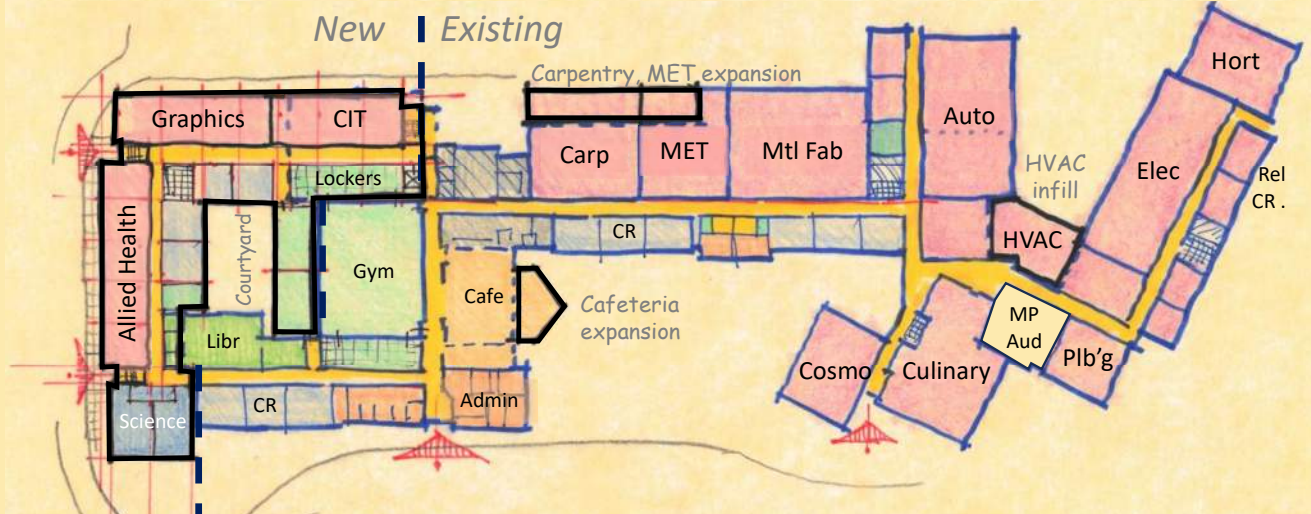 New
Existing
Carpentry, MET expansion
Hort
Graphics
CIT
Auto
Carp
MET
Mtl Fab
HVAC
infill
Elec
Rel
CR .
Lockers
Allied Health
Courtyard
Gym
CR
HVAC
Cafe
Cafeteria
expansion
Libr
MP
Aud
Plb'g
Cosmo
Culinary
Science
CR
Admin